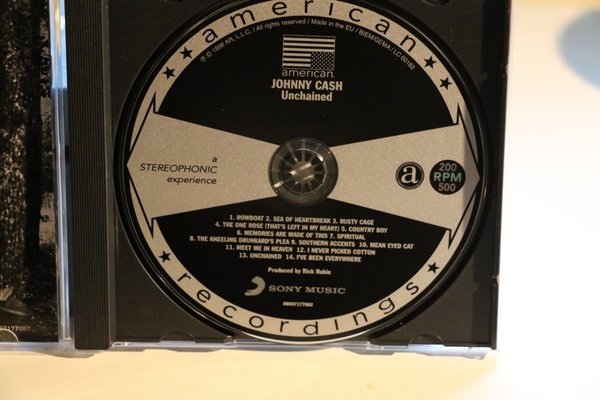 american
℗ © 1996 AR, L.L.C. / All rights reserved / Made in the EU / BIEM/GEMA / LC 00162
american.
JOHNNY CASH
Unchained
a
STEREOPHONIC
experience
a
200
RPM
500
1. ROWBOAT 2. SEA OF HEARTBREAK 3. RUSTY CAGE
4. THE ONE ROSE (THAT'S LEFT IN MY HEART) 5. COUNTRY BOY
6. MEMORIES ARE MADE OF THIS 7. SPIRITUAL
8. THE KNEELING DRUNKARD'S PLEA 9. SOUTHERN ACCENTS 10. MEAN EYED CAT
11. MEET ME IN HEAVEN 12. I NEVER PICKED COTTON
13. UNCHAINED 14. I'VE BEEN EVERYWHERE
Produced by Rick Rubin
SONY MUSIC
88697177082
recordings